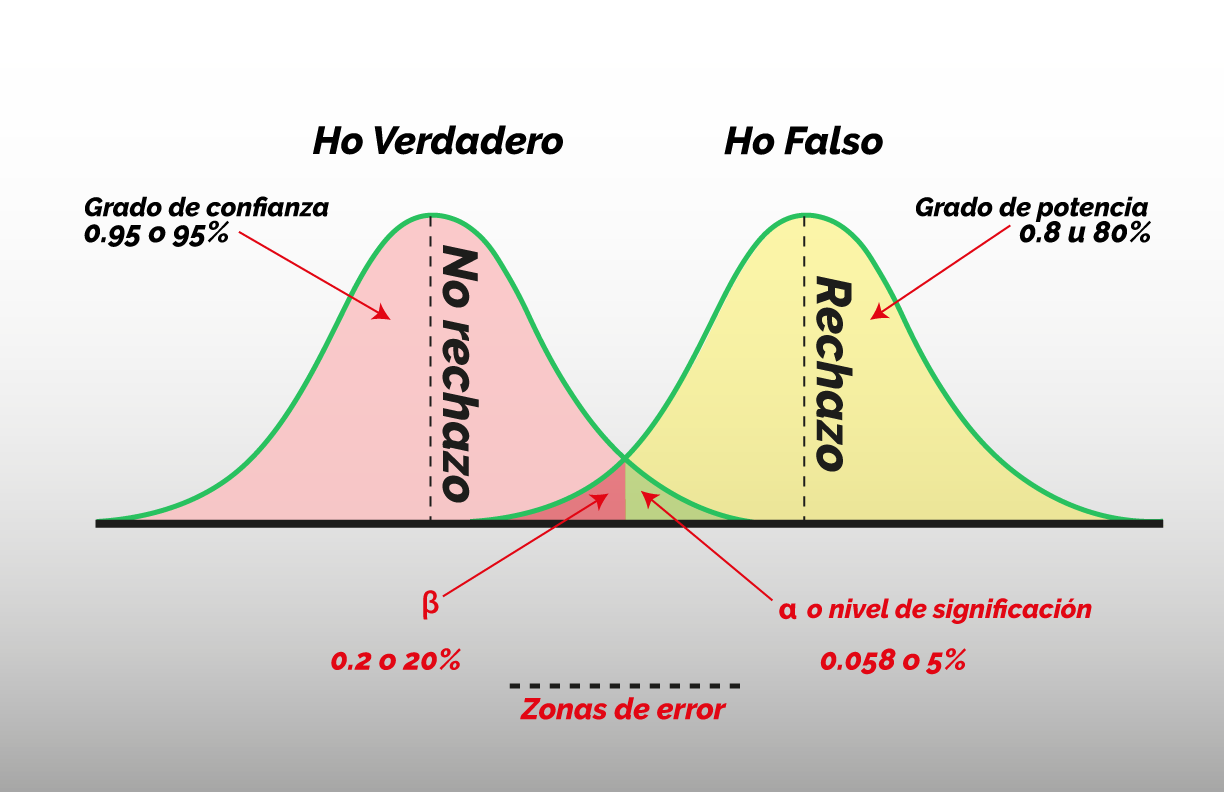 Ho Verdadero
Ho Falso
Grado de confianza
0.95 o 95%
Grado de potencia
0.8 u 80%
No rechazo
Rechazo
β
α o nivel de significación
0.2 o 20%
0.058 o 5%
Zonas de error